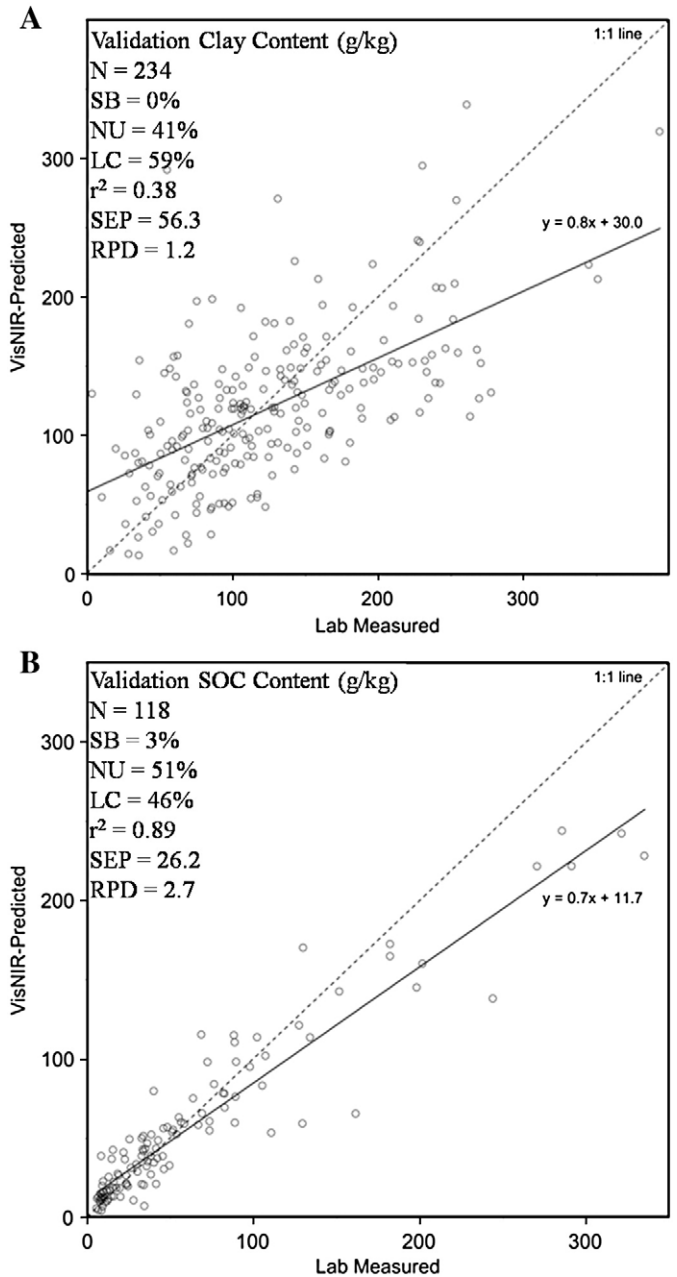 A
Validation Clay Content (g/kg)
1:1 line
N = 234
SB = 0%
NU = 41%
LC = 59%
r² = 0.38
SEP = 56.3
RPD = 1.2
y = 0.8x + 30.0
300
200
100
0
VisNIR-Predicted
0 100 200 300
Lab Measured
B
Validation SOC Content (g/kg)
1:1 line
N = 118
SB = 3%
NU = 51%
LC = 46%
r² = 0.89
SEP = 26.2
RPD = 2.7
y = 0.7x + 11.7
300
200
100
0
VisNIR-Predicted
0 100 200 300
Lab Measured